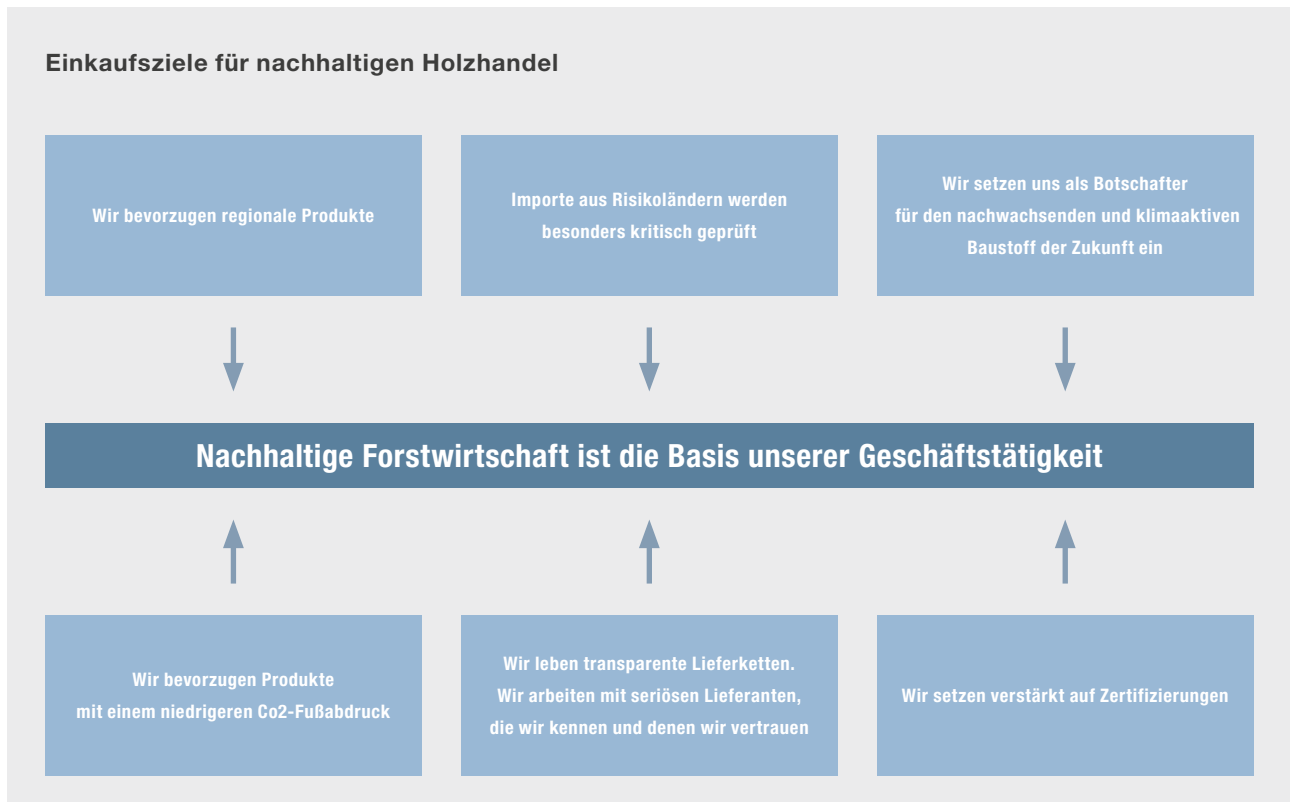 Einkaufsziele für nachhaltigen Holzhandel
Wir bevorzugen regionale Produkte
Importe aus Risikoländern werden
besonders kritisch geprüft
Wir setzen uns als Botschafter
für den nachwachsenden und klimaaktiven
Baustoff der Zukunft ein
Nachhaltige Forstwirtschaft ist die Basis unserer Geschäftstätigkeit
Wir bevorzugen Produkte
mit einem niedrigeren Co2-Fußabdruck
Wir leben transparente Lieferketten.
Wir arbeiten mit seriösen Lieferanten,
die wir kennen und denen wir vertrauen
Wir setzen verstärkt auf Zertifizierungen